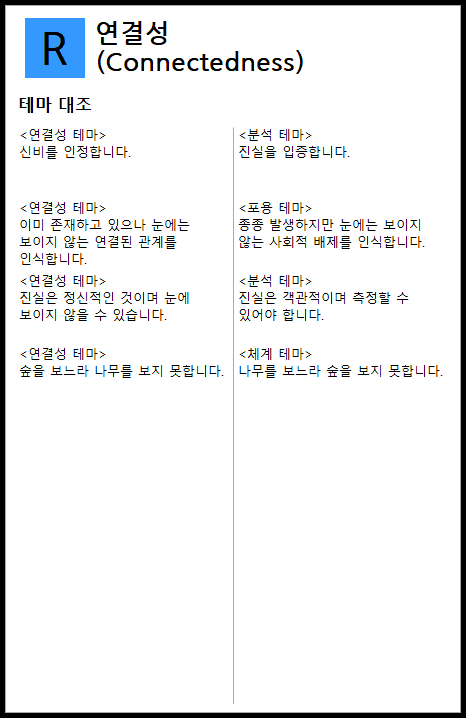 R
연결성
(Connectedness)
테마 대조
<연결성 테마>
신비를 인정합니다.
<분석 테마>
진실을 입증합니다.
<연결성 테마>
이미 존재하고 있으나 눈에는
보이지 않는 연결된 관계를
인식합니다.
<포용 테마>
종종 발생하지만 눈에는 보이지
않는 사회적 배제를 인식합니다.
<연결성 테마>
진실은 정신적인 것이며 눈에
보이지 않을 수 있습니다.
<분석 테마>
진실은 객관적이며 측정할 수
있어야 합니다.
<연결성 테마>
숲을 보느라 나무를 보지 못합니다.
<체계 테마>
나무를 보느라 숲을 보지 못합니다.